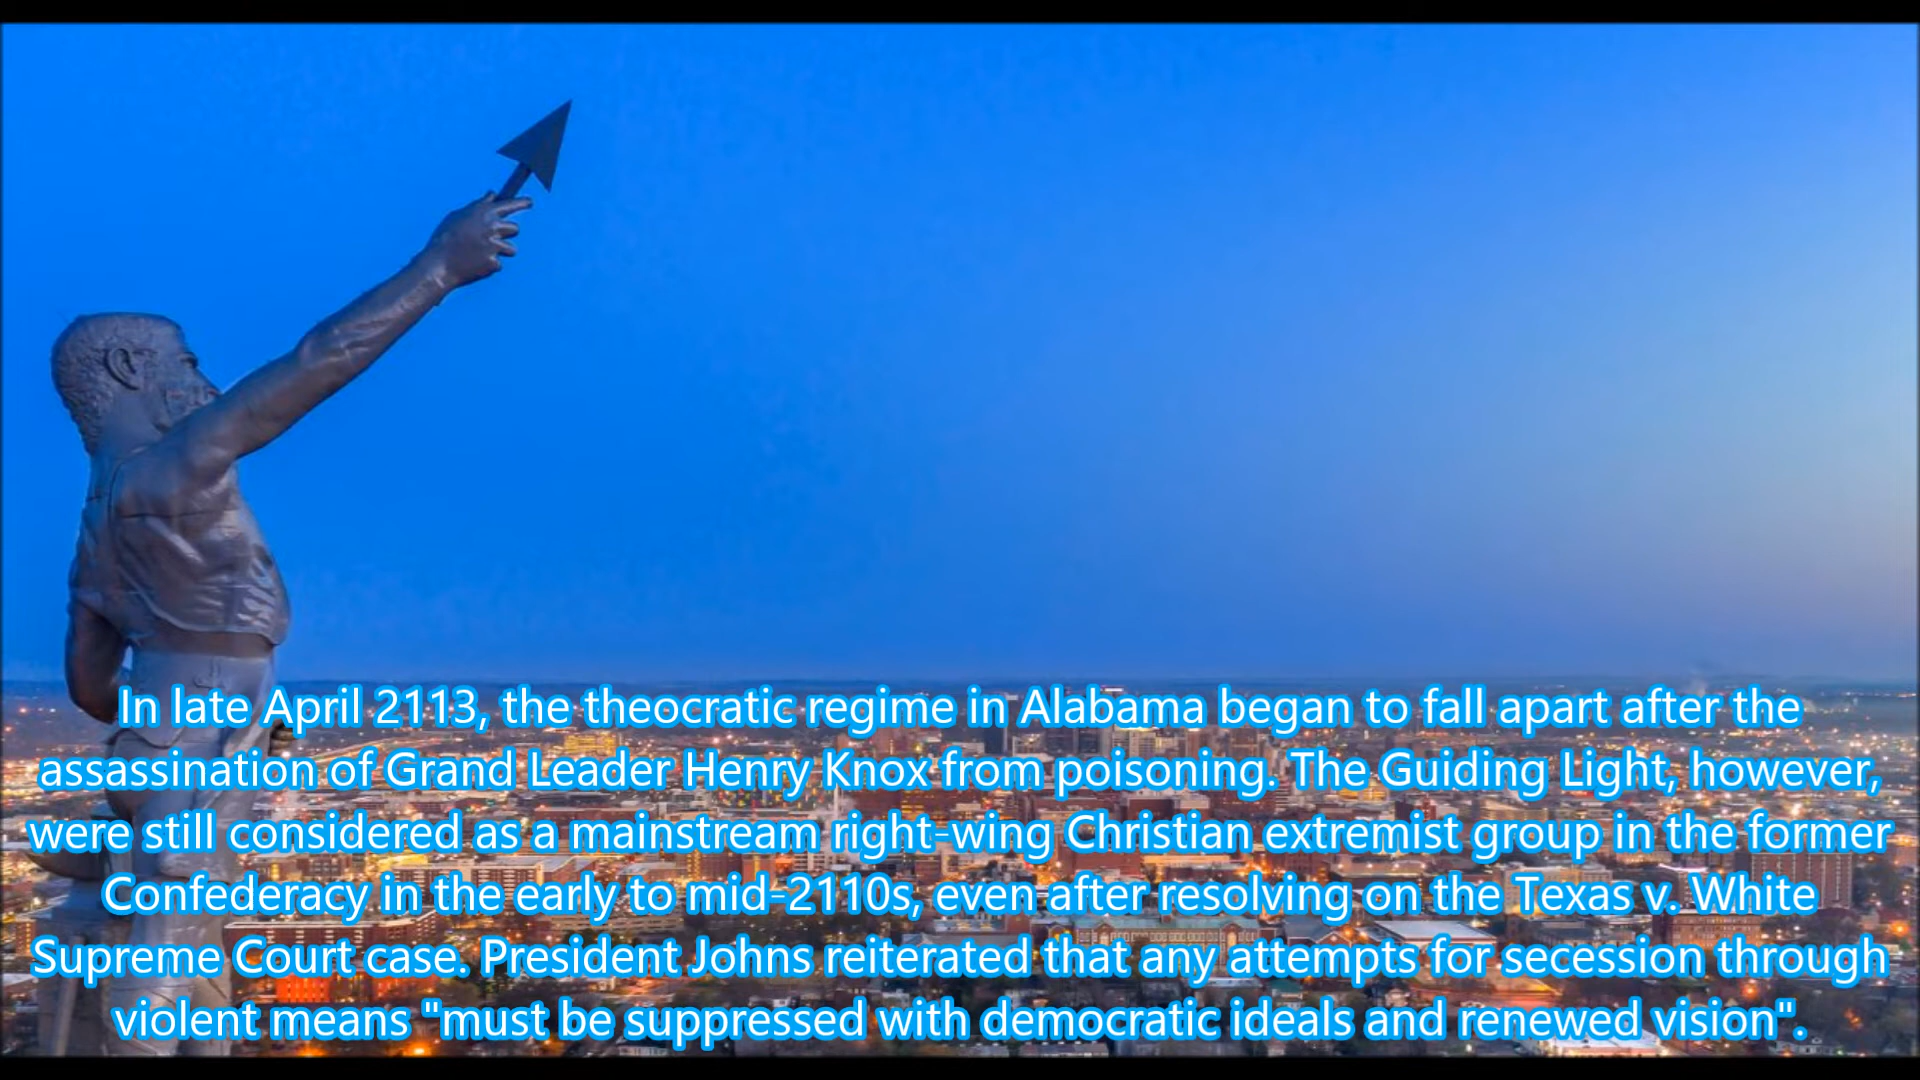 In late April 2113, the theocratic regime in Alabama began to fall apart after the
assassination of Grand Leader Henry Knox from poisoning. The Guiding Light, however,
were still considered as a mainstream right-wing Christian extremist group in the former
Confederacy in the early to mid-2110s, even after resolving on the Texas v. White
Supreme Court case. President Johns reiterated that any attempts for secession through
violent means "must be suppressed with democratic ideals and renewed vision".